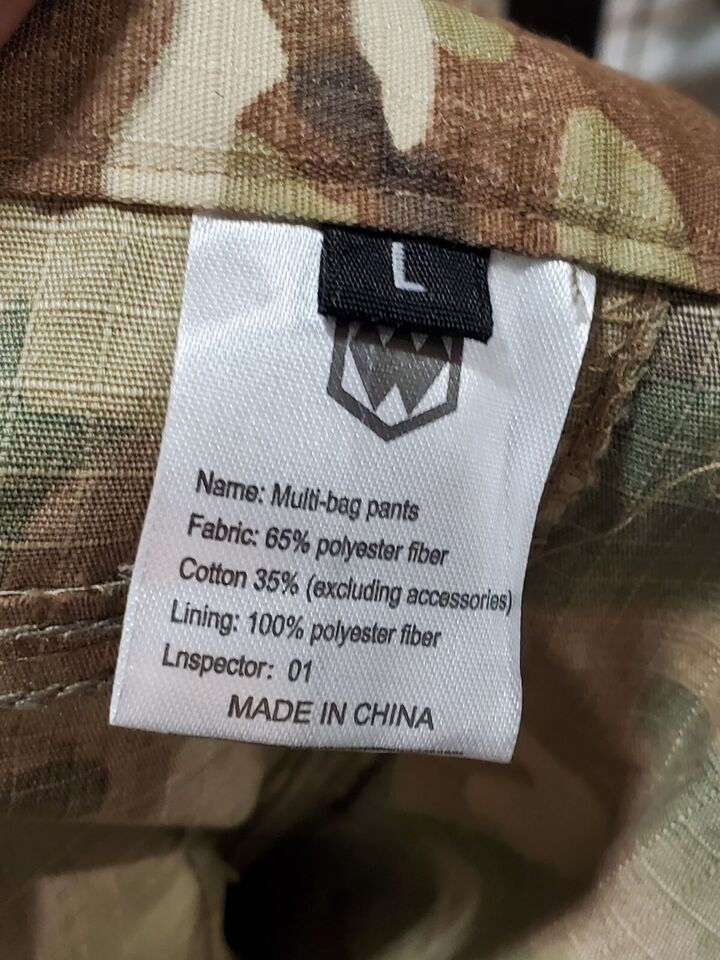 L
Name: Multi-bag pants
Fabric: 65% polyester fiber
Cotton 35% (excluding accessories)
Lining: 100% polyester fiber
Lnspector: 01
MADE IN CHINA